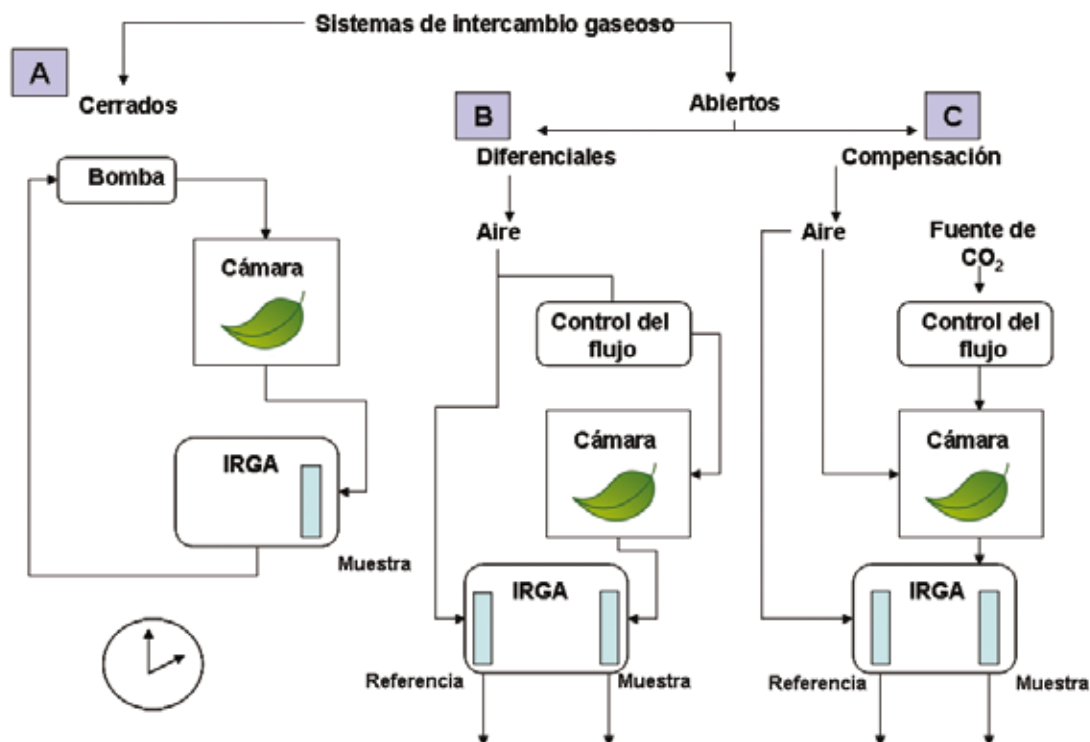 Sistemas de intercambio gaseoso
A
Cerrados
Bomba
Cámara
IRGA
Muestra
Abiertos
B
Diferenciales
Aire
Control del
flujo
Cámara
IRGA
Referencia
Muestra
C
Compensación
Aire
Fuente de
CO₂
Control del
flujo
Cámara
IRGA
Referencia
Muestra